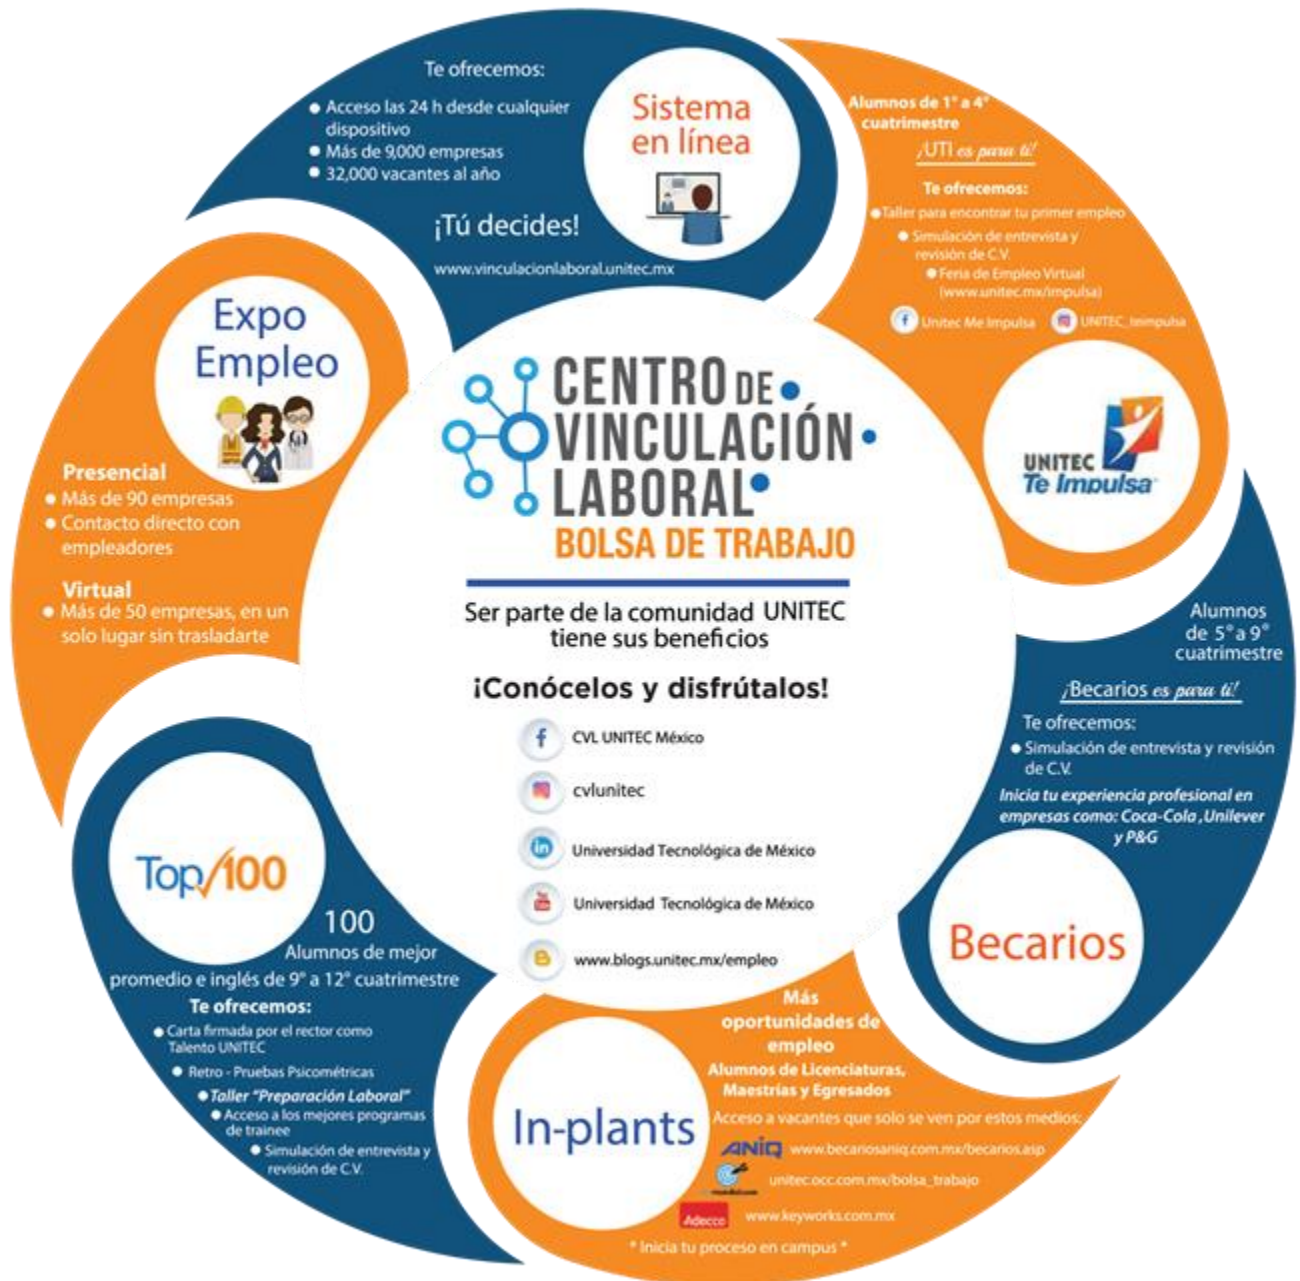 Te ofrecemos:
Acceso las 24 h desde cualquier
dispositivo
Más de 9,000 empresas
32,000 vacantes al año
¡Tú decides!
www.vinculacionlaboral.unitec.mx
Sistema
en línea
Alumnos de 1° a 4°
cuatrimestre
¡UTI es para ti!
Te ofrecemos:
Taller para encontrar tu primer empleo
Simulación de entrevista y
revisión de C.V.
Feria de Empleo Virtual
(www.unitec.mx/impulsa)
Unitec Me Impulsa
UNITEC_teimpulsa
UNITEC
Te Impulsa
Alumnos
de 5° a 9°
cuatrimestre
¡Becarios es para ti!
Te ofrecemos:
Simulación de entrevista y revisión
de C.V.
Inicia tu experiencia profesional en
empresas como: Coca-Cola ,Unilever
y P&G
Becarios
Más
oportunidades de
empleo
Alumnos de Licenciaturas,
Maestrías y Egresados
Acceso a vacantes que solo se ven por estos medios:
ANIQ www.becariosaniq.com.mx/becarios.asp
unitec.occ.com.mx/bolsa_trabajo
Adecco www.keyworks.com.mx
* Inicia tu proceso en campus *
In-plants
Top/100
100
Alumnos de mejor
promedio e inglés de 9° a 12° cuatrimestre
Te ofrecemos:
Carta firmada por el rector como
Talento UNITEC
Retro - Pruebas Psicométricas
Taller "Preparación Laboral"
Acceso a los mejores programas
de trainee
Simulación de entrevista y
revisión de C.V.
Expo
Empleo
Presencial
Más de 90 empresas
Contacto directo con
empleadores
Virtual
Más de 50 empresas, en un
solo lugar sin trasladarte
CENTRO DE
VINCULACIÓN
LABORAL
BOLSA DE TRABAJO
Ser parte de la comunidad UNITEC
tiene sus beneficios
¡Conócelos y disfrútalos!
CVL UNITEC México
cvlunitec
Universidad Tecnológica de México
Universidad Tecnológica de México
www.blogs.unitec.mx/empleo